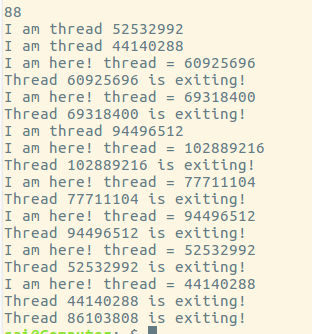 88
I am thread 52532992
I am thread 44140288
I am here! thread = 60925696
Thread 60925696 is exiting!
I am here! thread = 69318400
Thread 69318400 is exiting!
I am thread 94496512
I am here! thread = 102889216
Thread 102889216 is exiting!
I am here! thread = 77711104
Thread 77711104 is exiting!
I am here! thread = 94496512
Thread 94496512 is exiting!
I am here! thread = 52532992
Thread 52532992 is exiting!
I am here! thread = 44140288
Thread 44140288 is exiting!
Thread 86103808 is exiting!